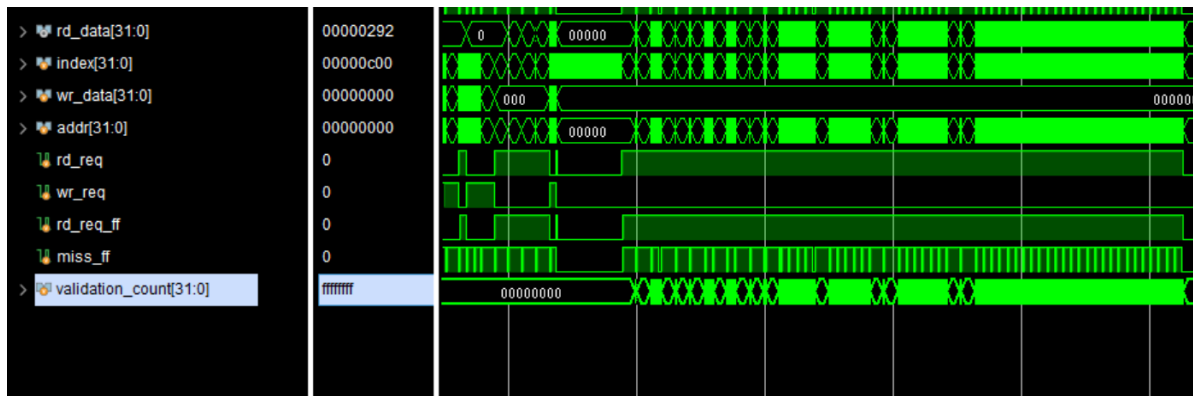 rd_data[31:0] 00000292 0 00000
index[31:0] 00000c00
wr_data[31:0] 00000000 000 00000
addr[31:0] 00000000 00000
rd_req 0
wr_req 0
rd_req_ff 0
miss_ff 0
validation_count[31:0] ffffffff 00000000